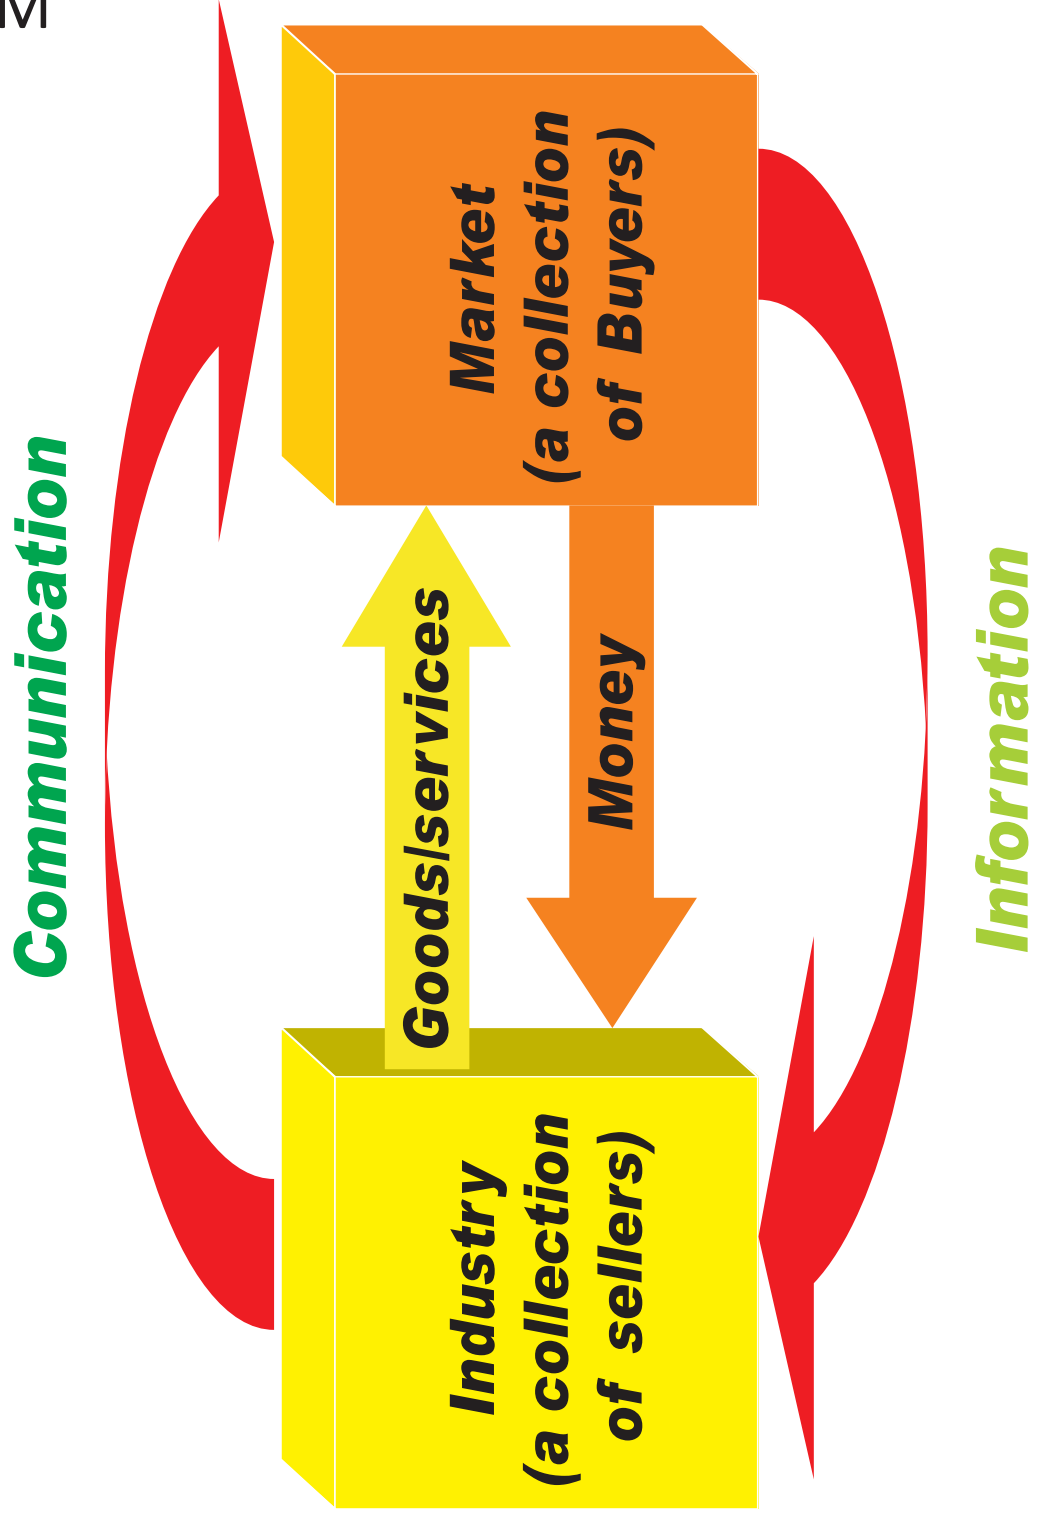 M
Communication
Goods/services
Money
Industry
(a collection
of sellers)
Market
(a collection
of Buyers)
Information